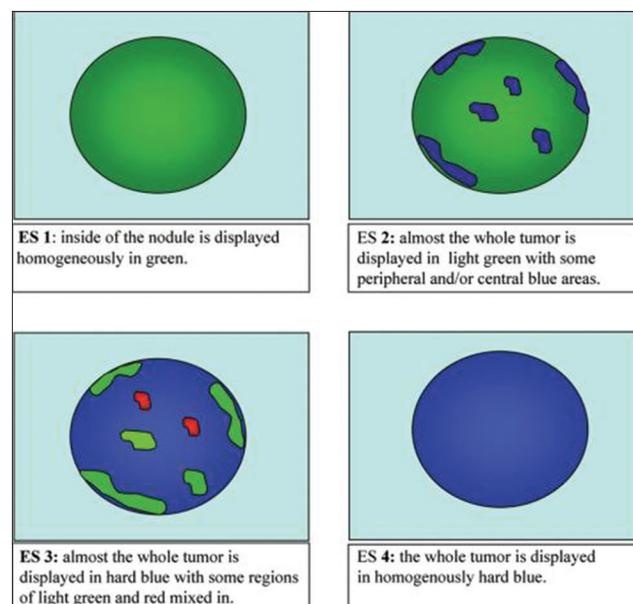 ES 1: inside of the nodule is displayed
homogeneously in green.
ES 2: almost the whole tumor is
displayed in light green with some
peripheral and/or central blue areas.
ES 3: almost the whole tumor is
displayed in hard blue with some regions
of light green and red mixed in.
ES 4: the whole tumor is displayed
in homogenously hard blue.